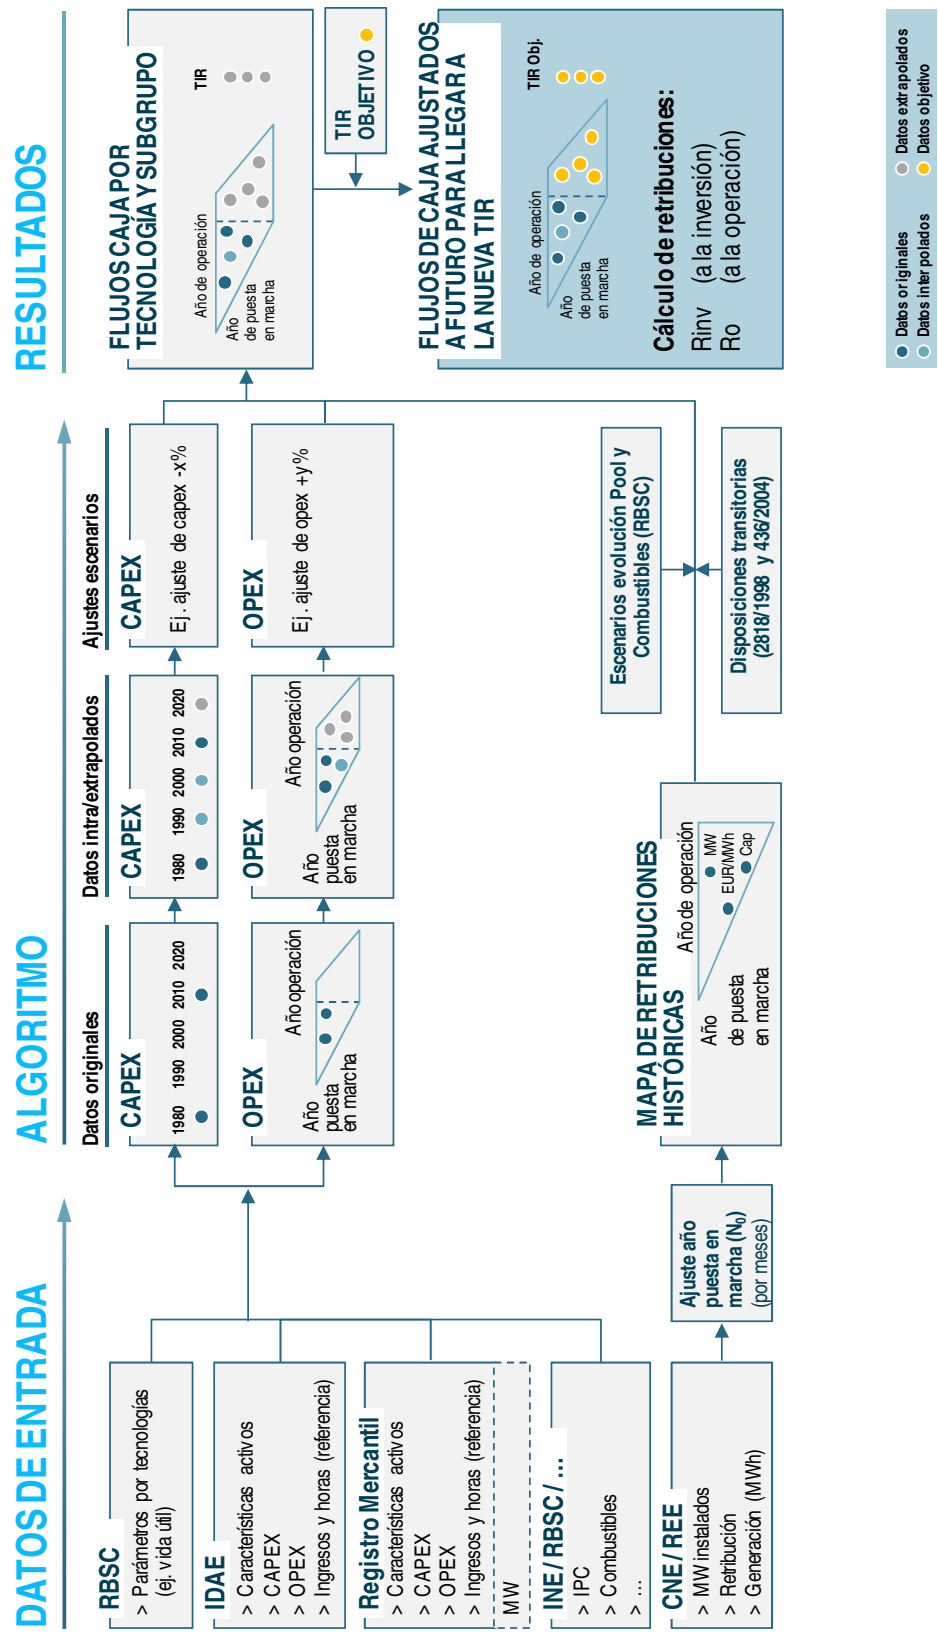 DATOS DE ENTRADA
RBSC
> Parámetros por tecnologías
(ej. vida útil)
IDAE
> Características activos
> CAPEX
> OPEX
> Ingresos y horas (referencia)
Registro Mercantil
> Características activos
> CAPEX
> OPEX
> Ingresos y horas (referencia)
MW
INE / RBSC / ...
> IPC
> Combustibles
> ...
CNE / REE
> MW instalados
> Retribución
> Generación (MWh)
Ajuste año
puesta en
marcha (N₀)
(por meses)
ALGORITMO
Datos originales
CAPEX
1980 1990 2000 2010 2020
OPEX
Año operación
Año
puesta
en marcha
Datos intra/extrapolados
CAPEX
1980 1990 2000 2010 2020
OPEX
Año operación
Año
puesta
en marcha
Ajustes escenarios
CAPEX
Ej. ajuste de capex -x%
OPEX
Ej. ajuste de opex +y%
MAPA DE RETRIBUCIONES
HISTÓRICAS
Año de operación
Año
de puesta
en marcha
MW
EUR/MWh
Cap
Escenarios evolución Pool y
Combustibles (RBSC)
Disposiciones transitorias
(2818/1998 y 436/2004)
RESULTADOS
FLUJOS CAJA POR
TECNOLOGÍA Y SUBGRUPO
TIR
Año de operación
Año
de puesta
en marcha
TIR
OBJETIVO
FLUJOS DE CAJA AJUSTADOS
A FUTURO PARA LLEGAR A
LA NUEVA TIR
TIR Obj.
Año de operación
Año
de puesta
en marcha
Cálculo de retribuciones:
Rinv (a la inversión)
Ro (a la operación)
Datos originales
Datos extrapolados
Datos interpolados
Datos objetivo